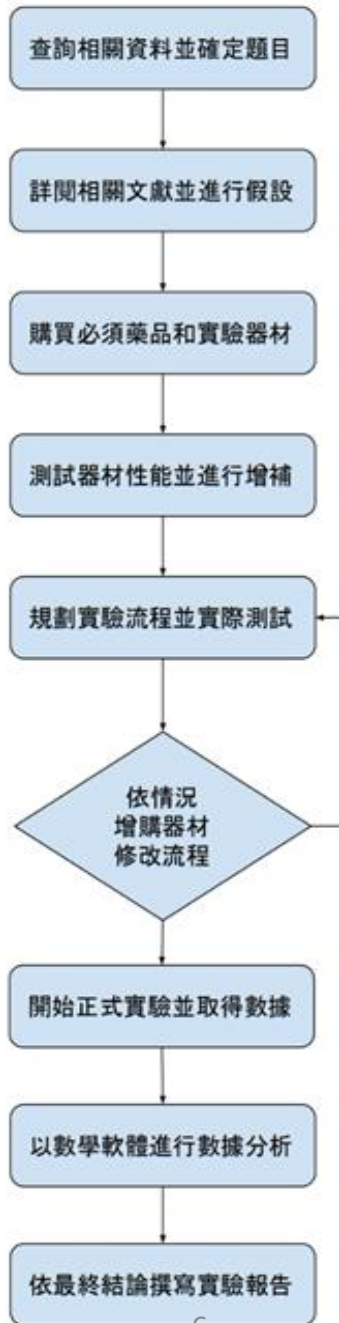 查詢相關資料並確定題目
詳閱相關文獻並進行假設
購買必須藥品和實驗器材
測試器材性能並進行增補
規劃實驗流程並實際測試
依情況
增購器材
修改流程
開始正式實驗並取得數據
以數學軟體進行數據分析
依最終結論撰寫實驗報告